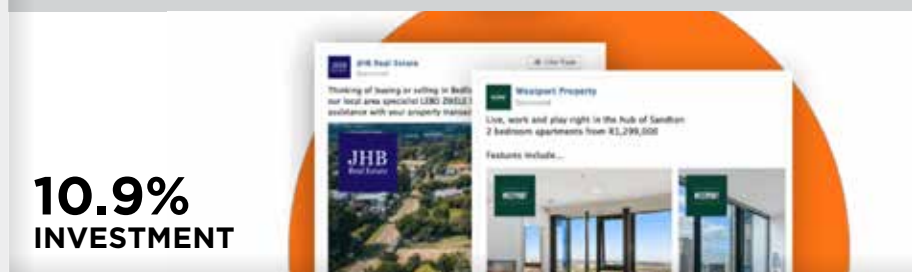 10.9%
INVESTMENT
JHB Real Estate
Sponsored
Like Page
Thinking of buying or selling in
our local area specialist LEBO
assistance with your property
JHB
Real Estate
Westport Property
Sponsored
Live, work and play right in the hub of Sandton
2 bedroom apartments from R1,299,000
Features include...